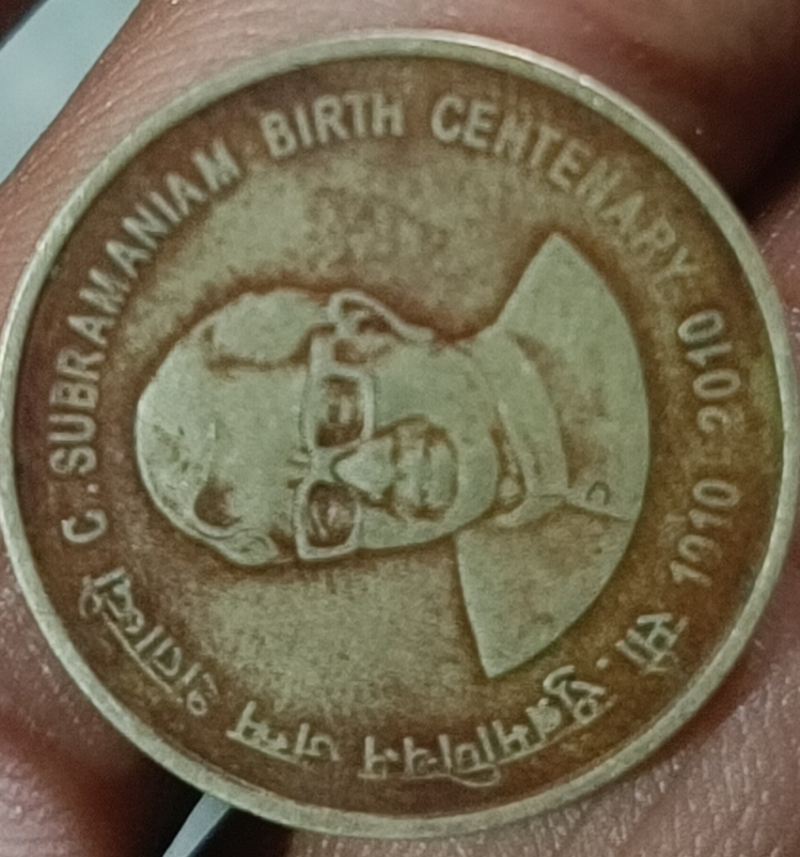 C. SUBRAMANIAM BIRTH CENTENARY 1910-2010
सी. सुब्रमणियम जन्म शताब्दी